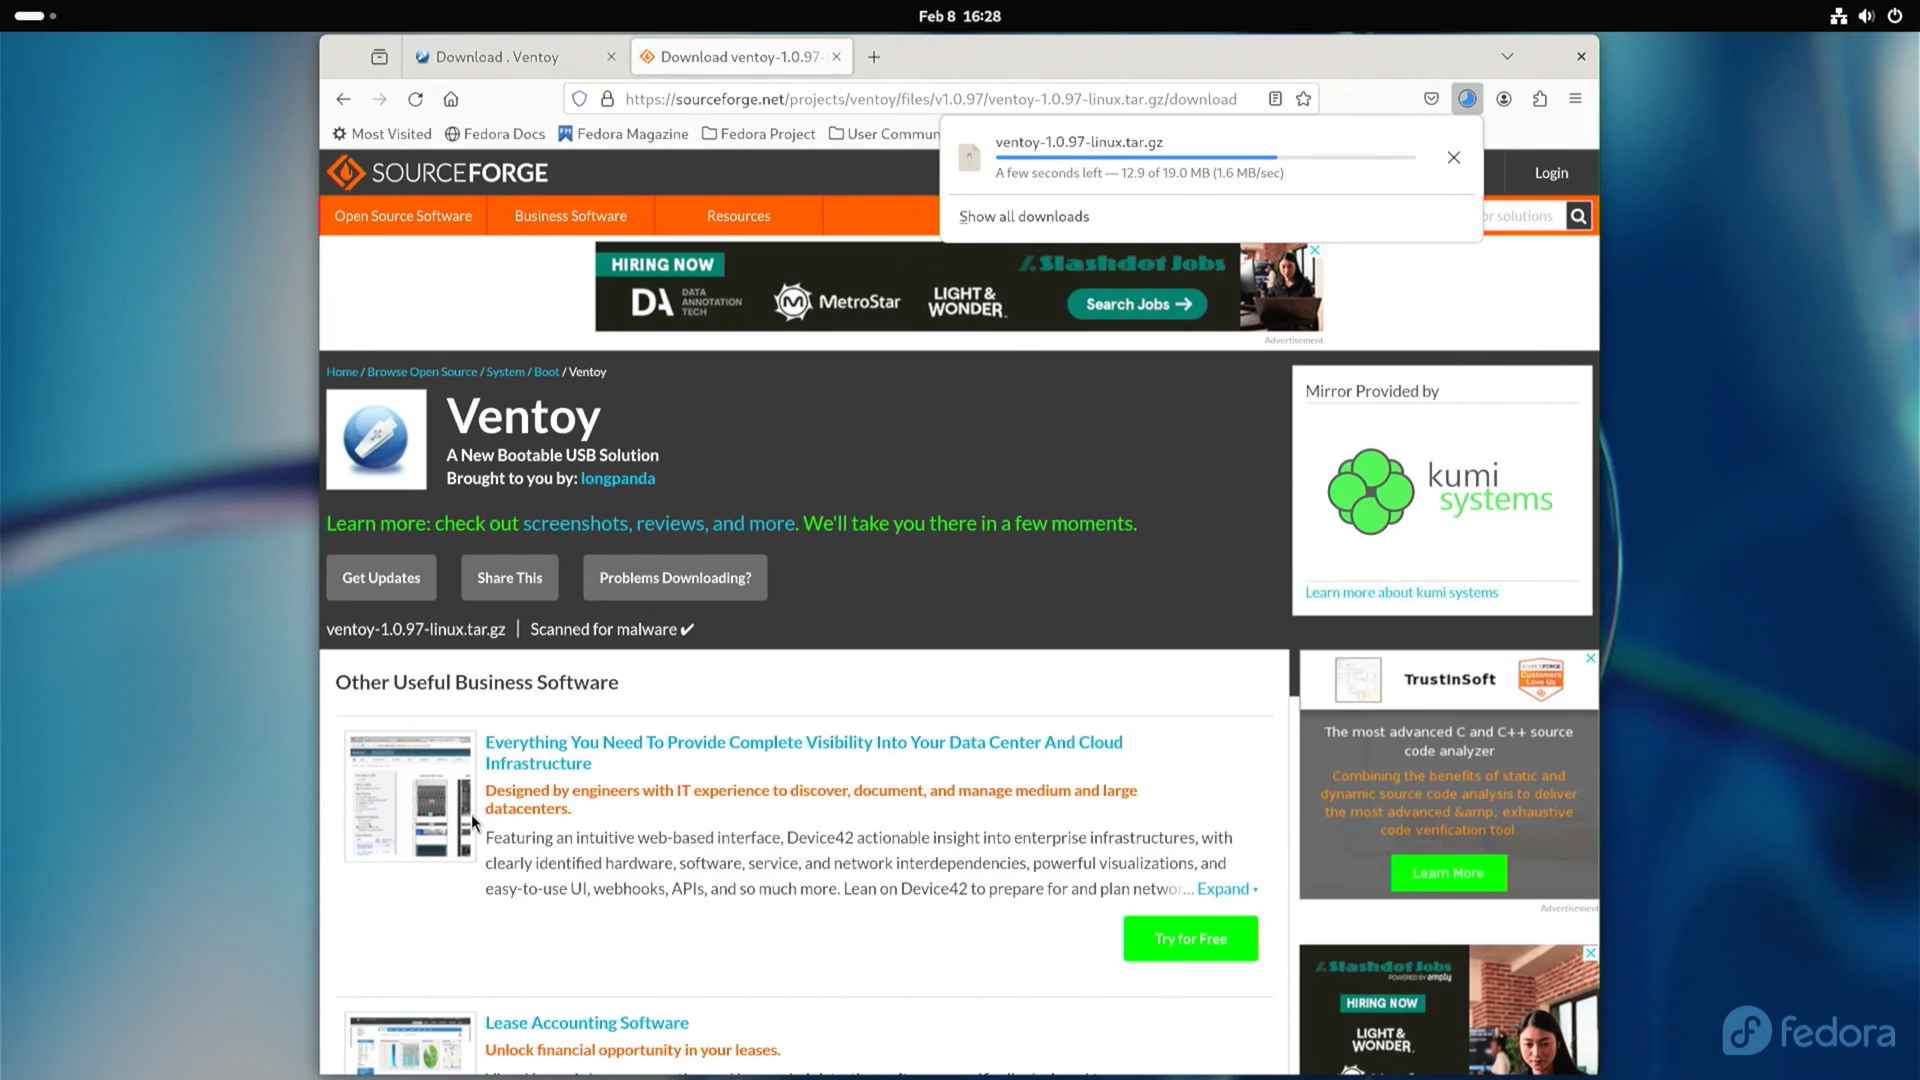 Feb 8 16:28
Download . Ventoy
Download ventoy-1.0.97-
https://sourceforge.net/projects/ventoy/files/v1.0.97/ventoy-1.0.97-linux.tar.gz/download
Most Visited
Fedora Docs
Fedora Magazine
Fedora Project
User Commun
ventoy-1.0.97-linux.tar.gz
A few seconds left — 12.9 of 19.0 MB (1.6 MB/sec)
Show all downloads
SOURCEFORGE
Login
Open Source Software
Business Software
Resources
or solutions
HIRING NOW
DATA
ANNOTATION
TECH
MetroStar
LIGHT &
WONDER
Slashdot Jobs
Search Jobs →
Advertisement
Home / Browse Open Source / System / Boot / Ventoy
Ventoy
A New Bootable USB Solution
Brought to you by: longpanda
Learn more: check out screenshots, reviews, and more. We'll take you there in a few moments.
Get Updates
Share This
Problems Downloading?
ventoy-1.0.97-linux.tar.gz | Scanned for malware ✔
Mirror Provided by
kumi
systems
Learn more about kumi systems
Other Useful Business Software
Everything You Need To Provide Complete Visibility Into Your Data Center And Cloud
Infrastructure
Designed by engineers with IT experience to discover, document, and manage medium and large
datacenters.
Featuring an intuitive web-based interface, Device42 actionable insight into enterprise infrastructures, with
clearly identified hardware, software, service, and network interdependencies, powerful visualizations, and
easy-to-use UI, webhooks, APIs, and so much more. Lean on Device42 to prepare for and plan netwo... Expand
Try for Free
Lease Accounting Software
Unlock financial opportunity in your leases.
TrustInSoft
SOURCEFORGE
Customers
Love Us
The most advanced C and C++ source
code analyzer
Combining the benefits of static and
dynamic source code analysis to deliver
the most advanced &amp; exhaustive
code verification tool
Learn More
Advertisement
Slashdot Jobs
POWERED BY amply
HIRING NOW
LIGHT &
WONDER
fedora